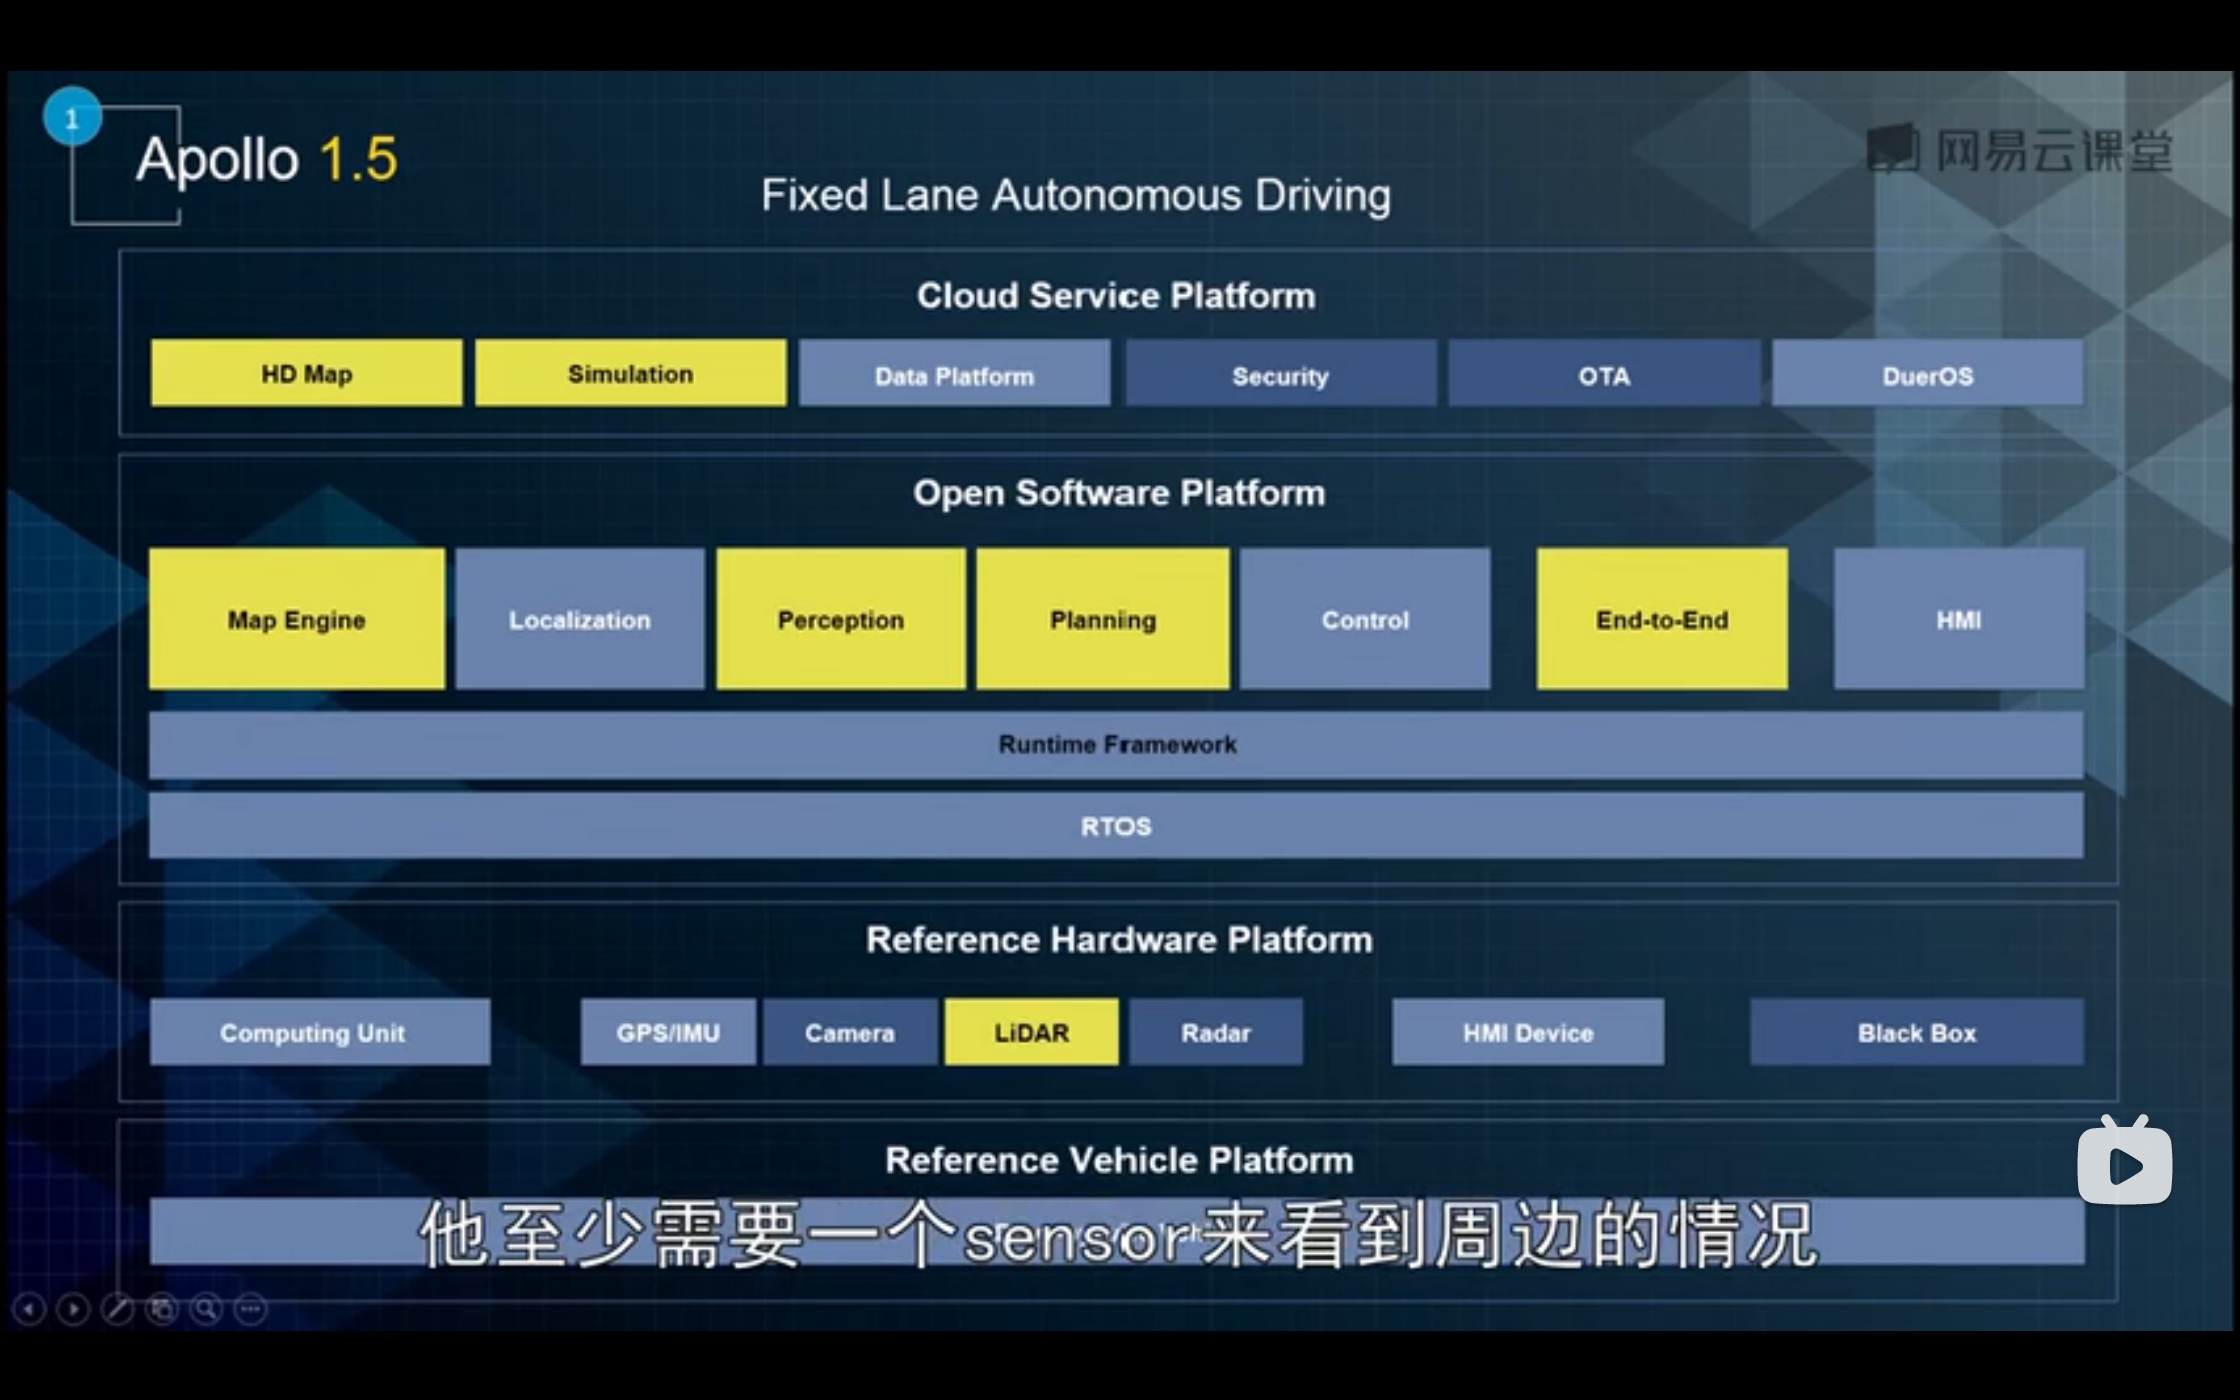 1
Apollo 1.5
网易云课堂
Fixed Lane Autonomous Driving
Cloud Service Platform
HD Map
Simulation
Data Platform
Security
OTA
DuerOS
Open Software Platform
Map Engine
Localization
Perception
Planning
Control
End-to-End
HMI
Runtime Framework
RTOS
Reference Hardware Platform
Computing Unit
GPS/IMU
Camera
LiDAR
Radar
HMI Device
Black Box
Reference Vehicle Platform
他至少需要一个sensor来看到周边的情况